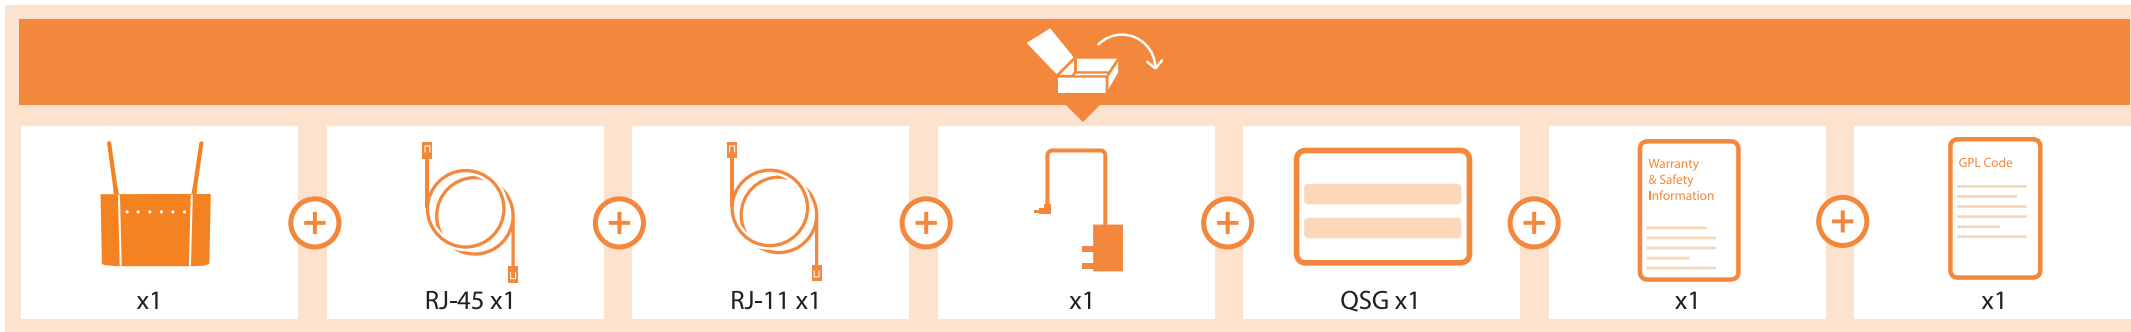 Warranty
& Safety
Information
GPL Code
x1
RJ-45 x1
RJ-11 x1
x1
QSG x1
x1
x1